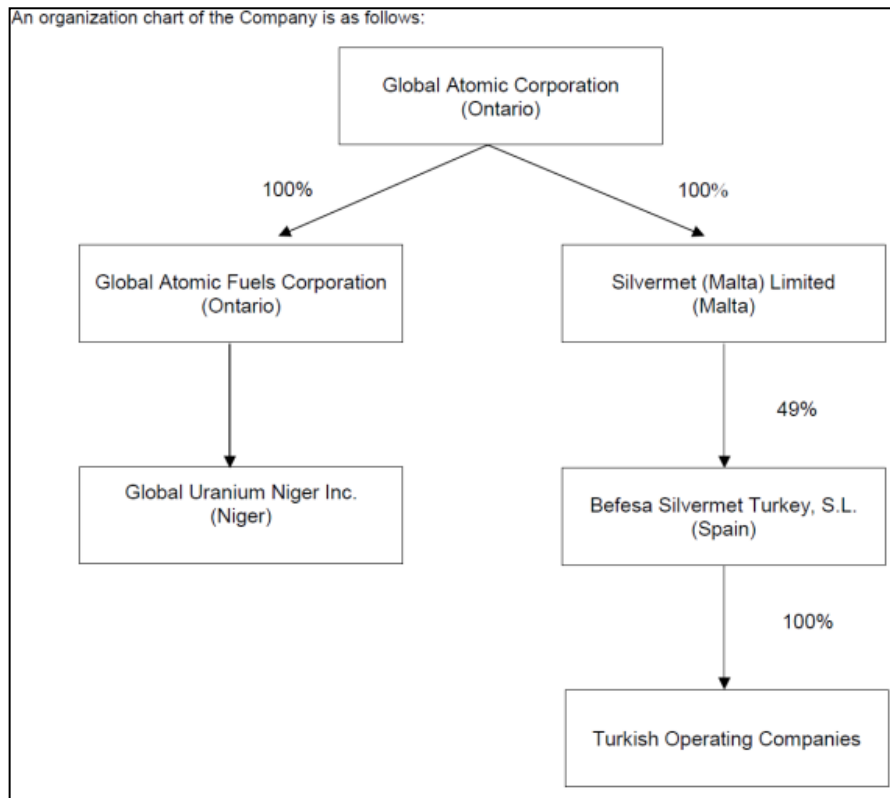 An organization chart of the Company is as follows:
Global Atomic Corporation
(Ontario)
100%
100%
Global Atomic Fuels Corporation
(Ontario)
Silvermet (Malta) Limited
(Malta)
49%
Global Uranium Niger Inc.
(Niger)
Befesa Silvermet Turkey, S.L.
(Spain)
100%
Turkish Operating Companies